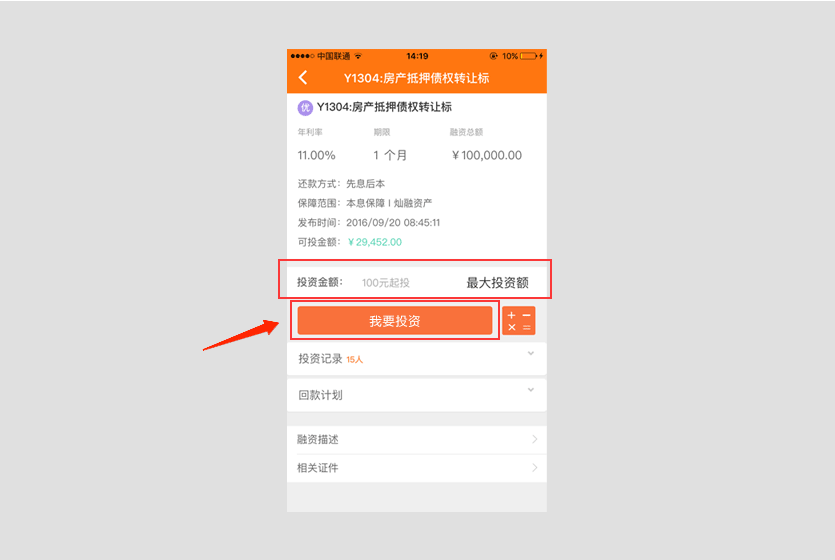 中国联通 14:19 10%
Y1304:房产抵押债权转让标
优 Y1304:房产抵押债权转让标
年利率 期限 融资总额
11.00% 1 个月 ¥100,000.00
还款方式: 先息后本
保障范围: 本息保障 | 灿融资产
发布时间: 2016/09/20 08:45:11
可投金额: ¥29,452.00
投资金额: 100元起投 最大投资额
我要投资 + − × =
投资记录 15人
回款计划
融资描述
相关证件